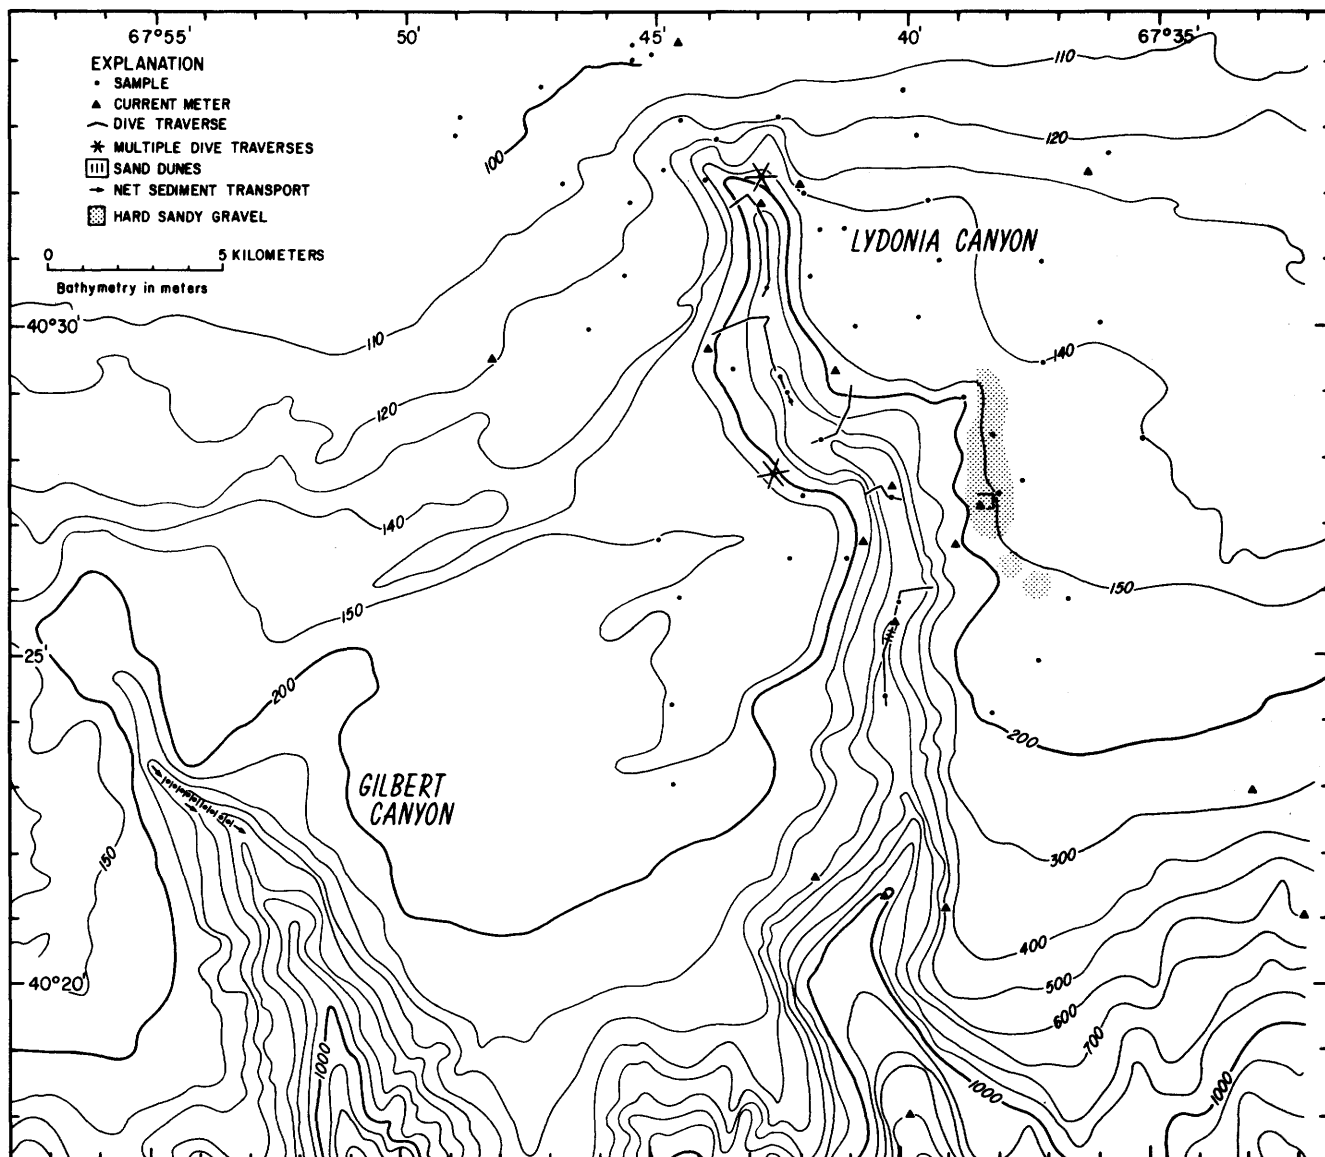 67°55' 50' 45' 40' 67°35'
EXPLANATION
SAMPLE
CURRENT METER
DIVE TRAVERSE
MULTIPLE DIVE TRAVERSES
SAND DUNES
NET SEDIMENT TRANSPORT
HARD SANDY GRAVEL
0 5 KILOMETERS
Bathymetry in meters
110
120
100
LYDONIA CANYON
40°30'
110
140
120
140
150
150
25'
200
200
GILBERT
CANYON
150
300
400
40°20'
500
600
700
1000
1000
1000